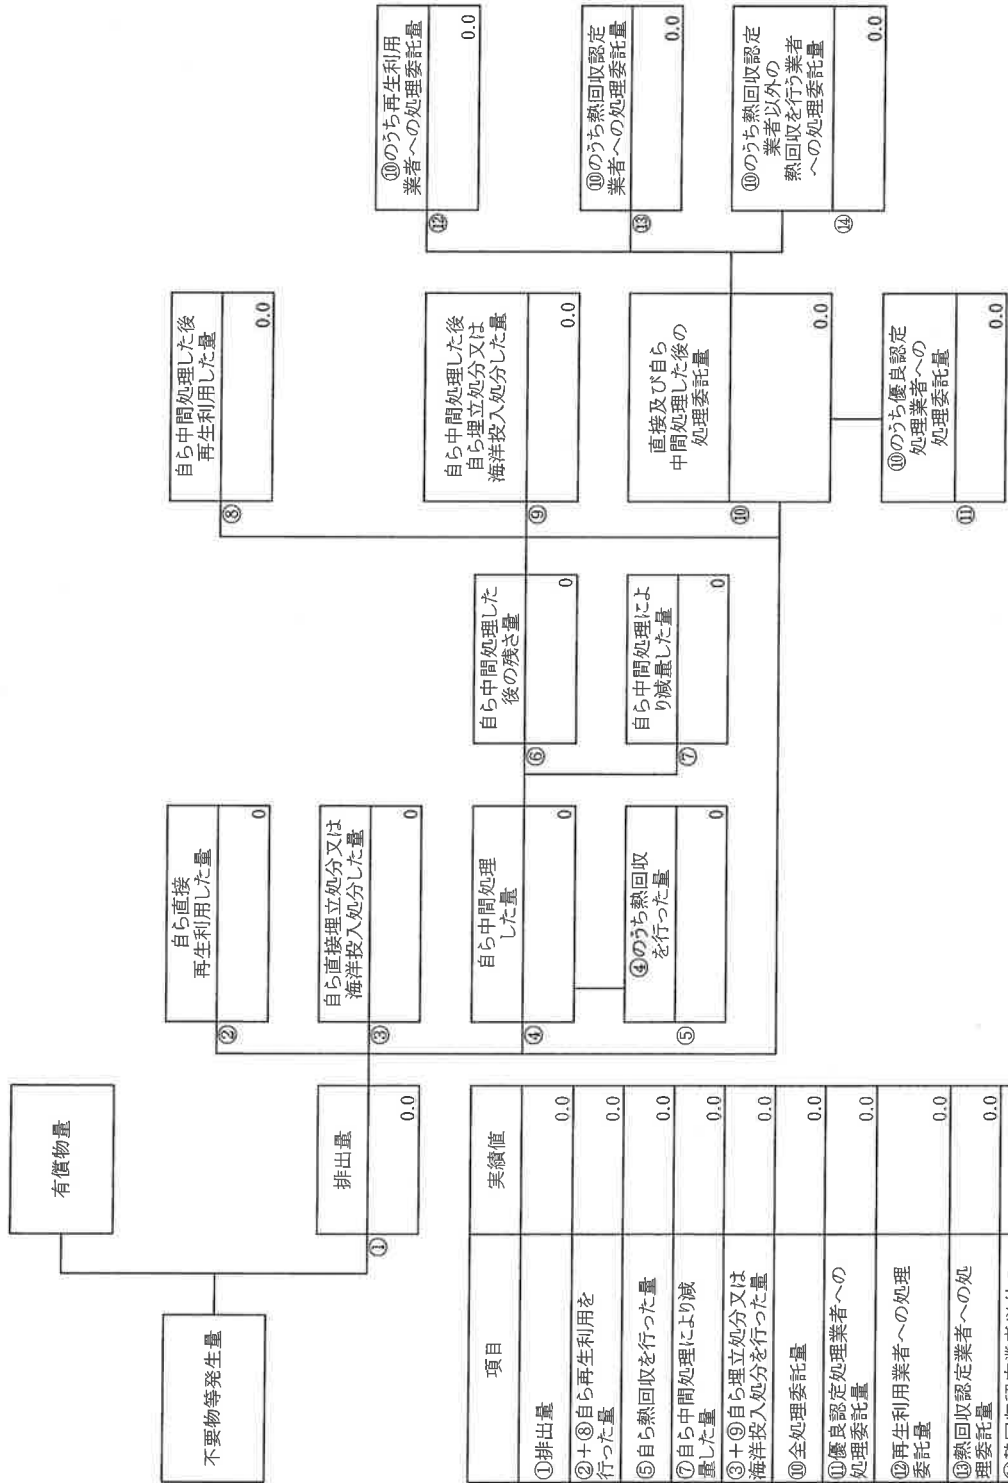 不要物等発生量
有償物量
排出量
①
0.0
自ら直接
再生利用した量
②
0
自ら直接埋立処分又は
海洋投入処分した量
③
0
自ら中間処理
した量
④
0
④のうち熱回収
を行った量
⑤
0
自ら中間処理した
後の残さ量
⑥
0
自ら中間処理によ
り減量した量
⑦
0
自ら中間処理した後
再生利用した量
⑧
0.0
自ら中間処理した後
自ら埋立処分又は
海洋投入処分した量
⑨
0.0
直接及び自ら
中間処理した後の
処理委託量
⑩
0.0
⑩のうち優良認定
処理業者への
処理委託量
⑪
0.0
⑩のうち再生利用
業者への処理委託量
⑫
0.0
⑩のうち熱回収認定
業者への処理委託量
⑬
0.0
⑩のうち熱回収認定
業者以外の
熱回収を行う業者
への処理委託量
⑭
0.0
項目 実績値
①排出量 0.0
②+⑧自ら再生利用を
行った量 0.0
⑤自ら熱回収を行った量 0.0
⑦自ら中間処理により減
量した量 0.0
③+⑨自ら埋立処分又は
海洋投入処分を行った量 0.0
⑩全処理委託量 0.0
⑪優良認定処理業者への
処理委託量 0.0
⑫再生利用業者への処理
委託量 0.0
⑬熱回収認定業者への処
理委託量 0.0